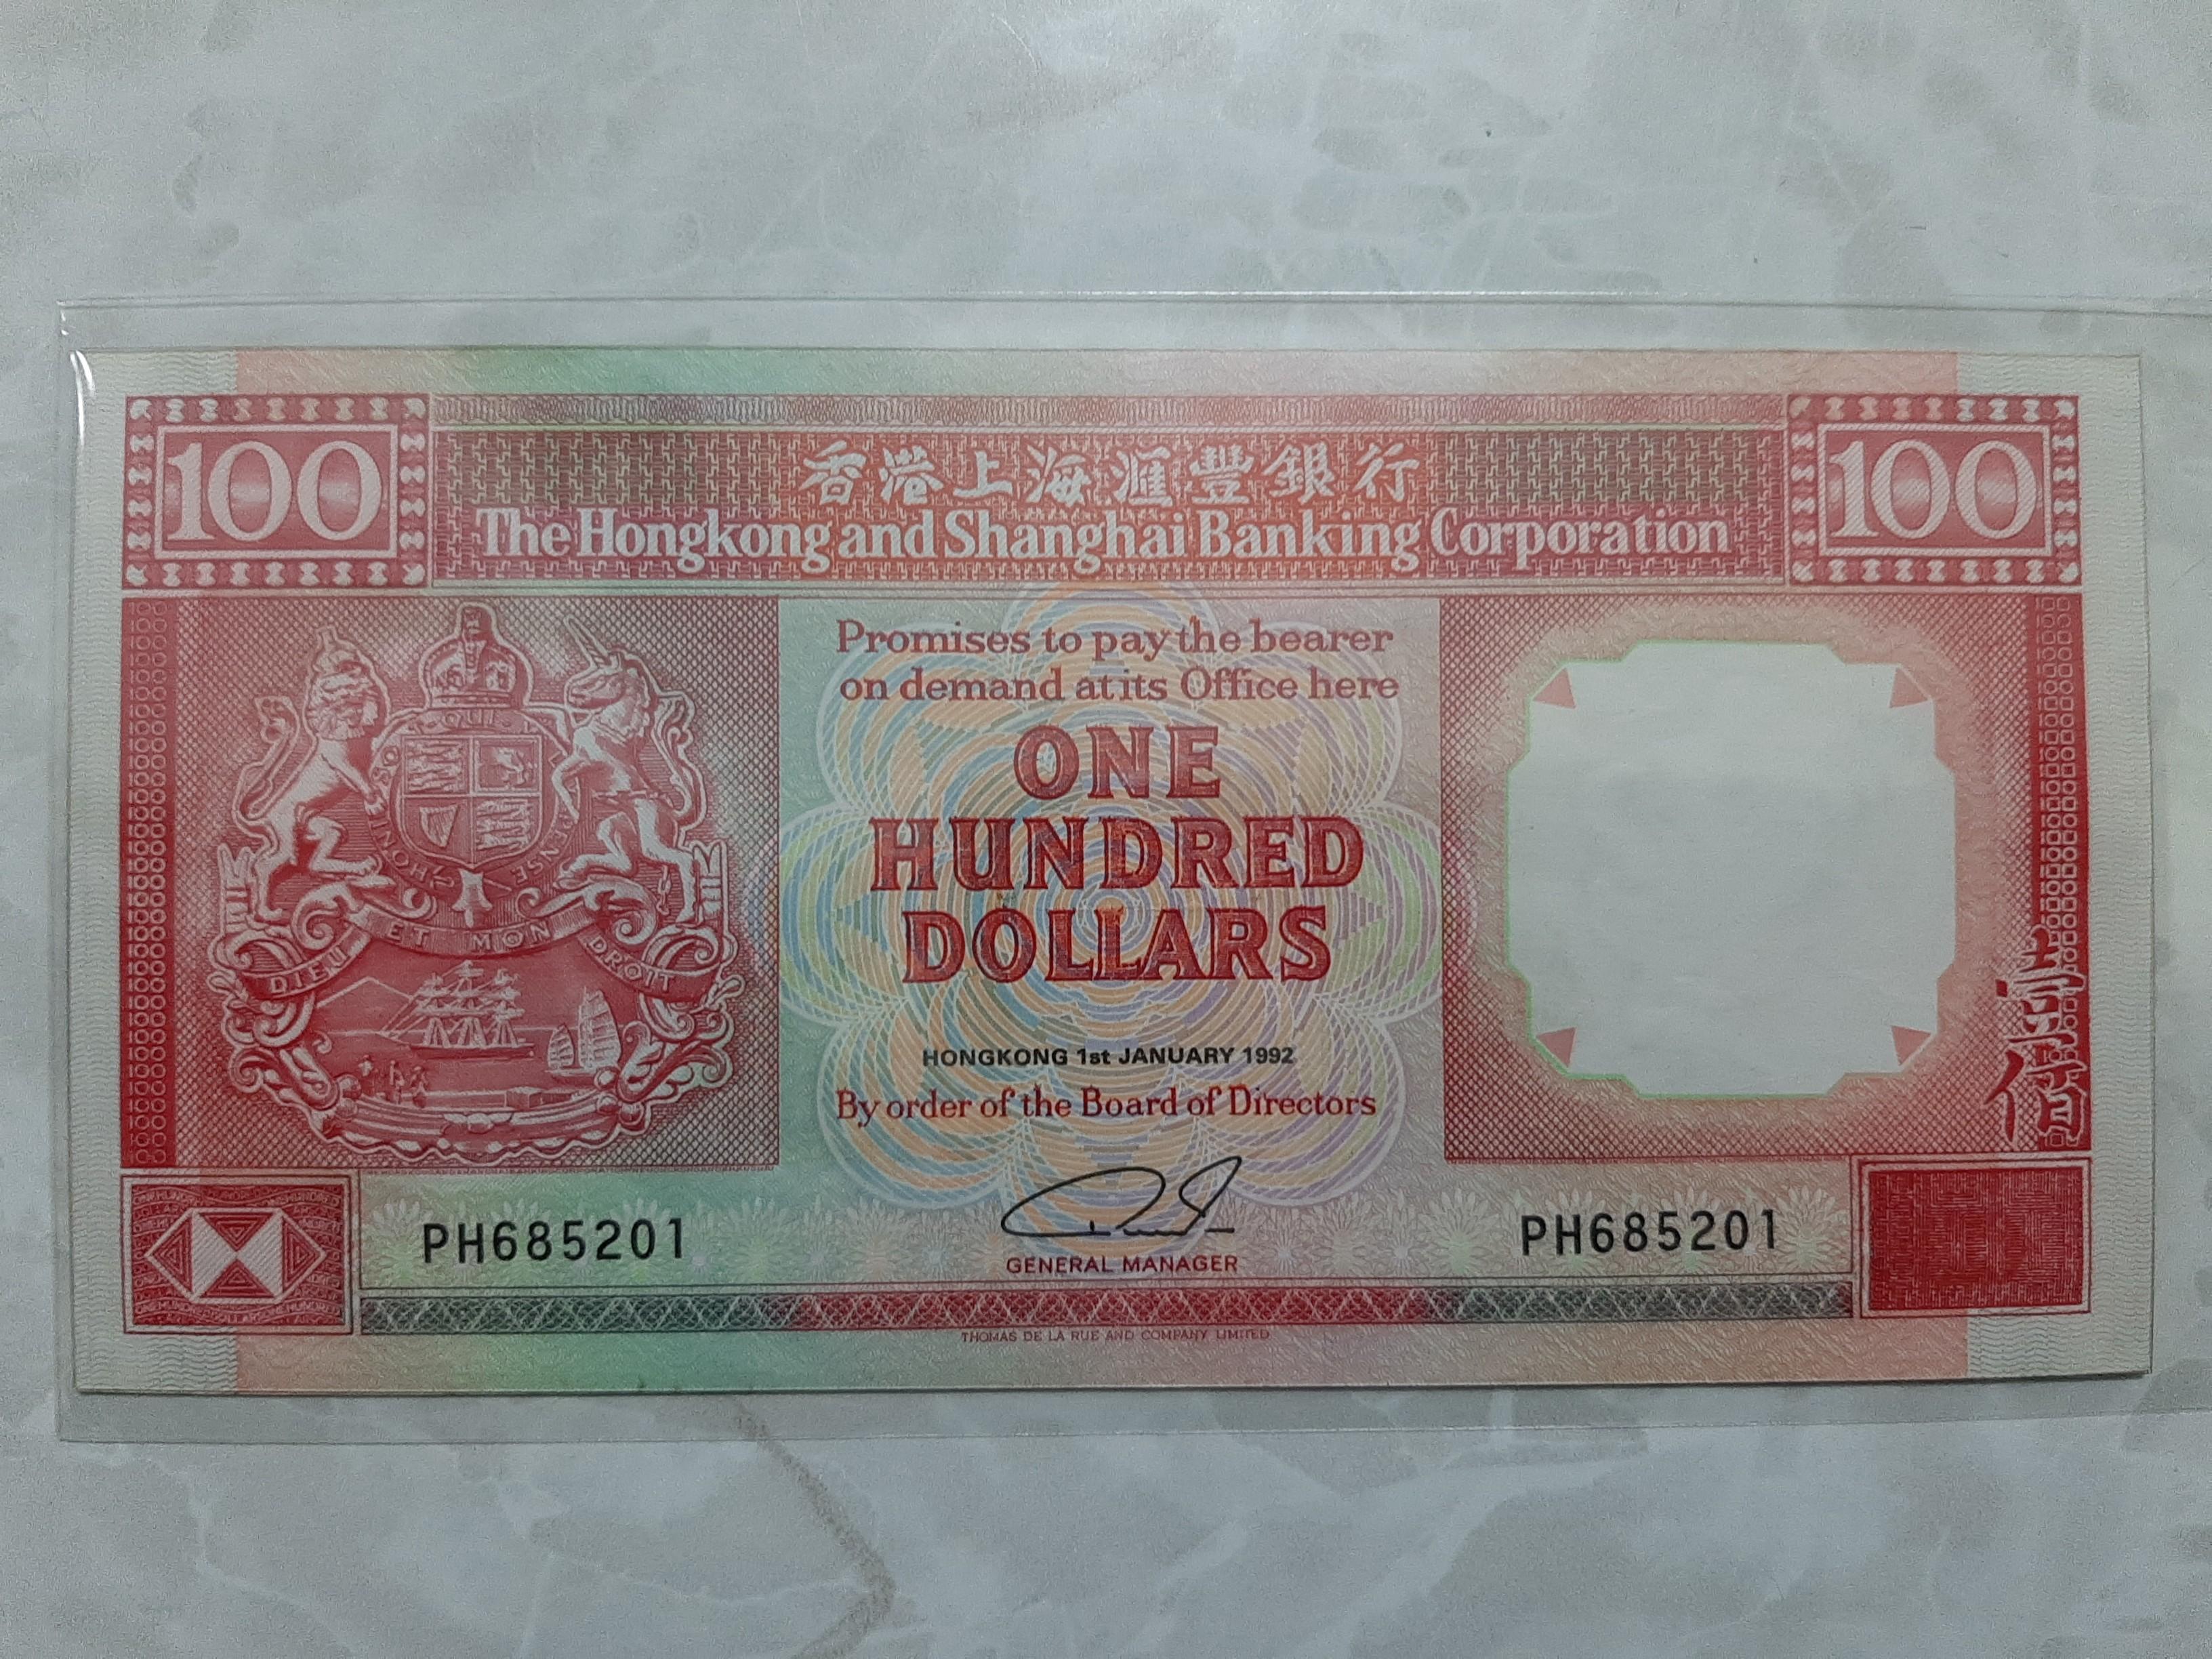 100
香港上海滙豐銀行
100
The Hongkong and Shanghai Banking Corporation
Promises to pay the bearer
on demand at its Office here
ONE
HUNDRED
DOLLARS
HONI
DIEU ET MON DROIT
壹佰
HONGKONG 1st JANUARY 1992
By order of the Board of Directors
PH685201
PH685201
GENERAL MANAGER
THOMAS DE LA RUE AND COMPANY LIMITED